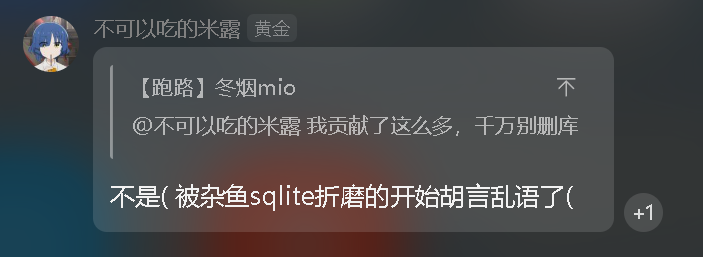 不可以吃的米露 黄金
【跑路】冬烟mio
@不可以吃的米露 我贡献了这么多，千万别删库
不是( 被杂鱼sqlite折磨的开始胡言乱语了(
+1